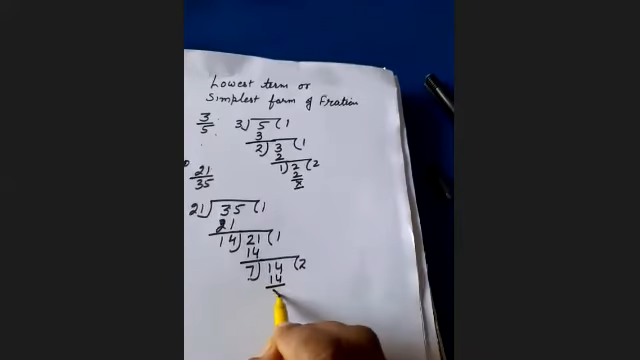 Lowest term or
Simplest form of Fration
3/5 3) 5 (1
3
2) 3 (1
2
1) 2 (2
2
21/35
21) 35 (1
21
14) 21 (1
14
7) 14 (2
14